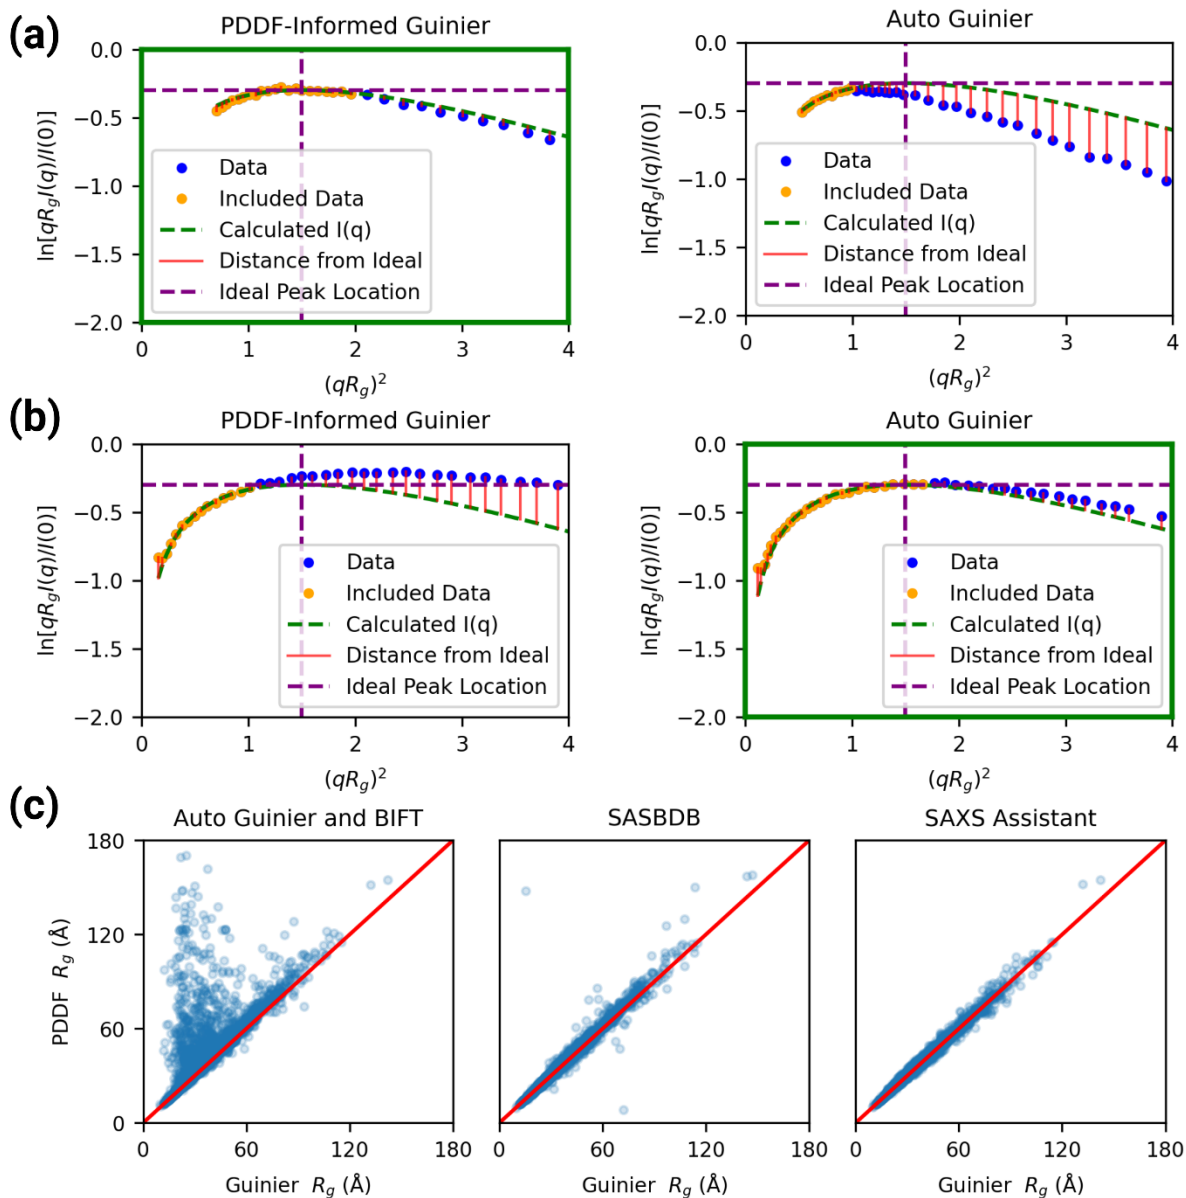 (a)
PDDF-Informed Guinier
0.0
−0.5
−1.0
−1.5
−2.0
ln[qR_gI(q)/I(0)]
Data
Included Data
Calculated I(q)
Distance from Ideal
Ideal Peak Location
0 1 2 3 4
(qR_g)²
Auto Guinier
0.0
−0.5
−1.0
−1.5
−2.0
ln[qR_gI(q)/I(0)]
Data
Included Data
Calculated I(q)
Distance from Ideal
Ideal Peak Location
0 1 2 3 4
(qR_g)²
(b)
PDDF-Informed Guinier
0.0
−0.5
−1.0
−1.5
−2.0
ln[qR_gI(q)/I(0)]
Data
Included Data
Calculated I(q)
Distance from Ideal
Ideal Peak Location
0 1 2 3 4
(qR_g)²
Auto Guinier
0.0
−0.5
−1.0
−1.5
−2.0
ln[qR_gI(q)/I(0)]
Data
Included Data
Calculated I(q)
Distance from Ideal
Ideal Peak Location
0 1 2 3 4
(qR_g)²
(c)
Auto Guinier and BIFT
180
120
60
0
PDDF R_g (Å)
0 60 120 180
Guinier R_g (Å)
SASBDB
0 60 120 180
Guinier R_g (Å)
SAXS Assistant
0 60 120 180
Guinier R_g (Å)